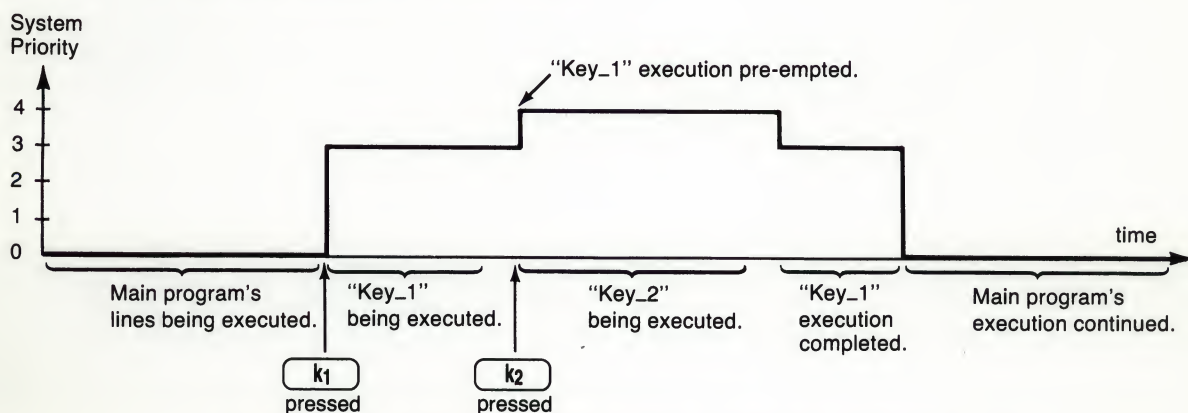 System
Priority
"Key_1" execution pre-empted.
4
3
2
1
0
time
Main program's
lines being executed.
"Key_1"
being executed.
"Key_2"
being executed.
"Key_1"
execution
completed.
Main program's
execution continued.
k1
pressed
k2
pressed